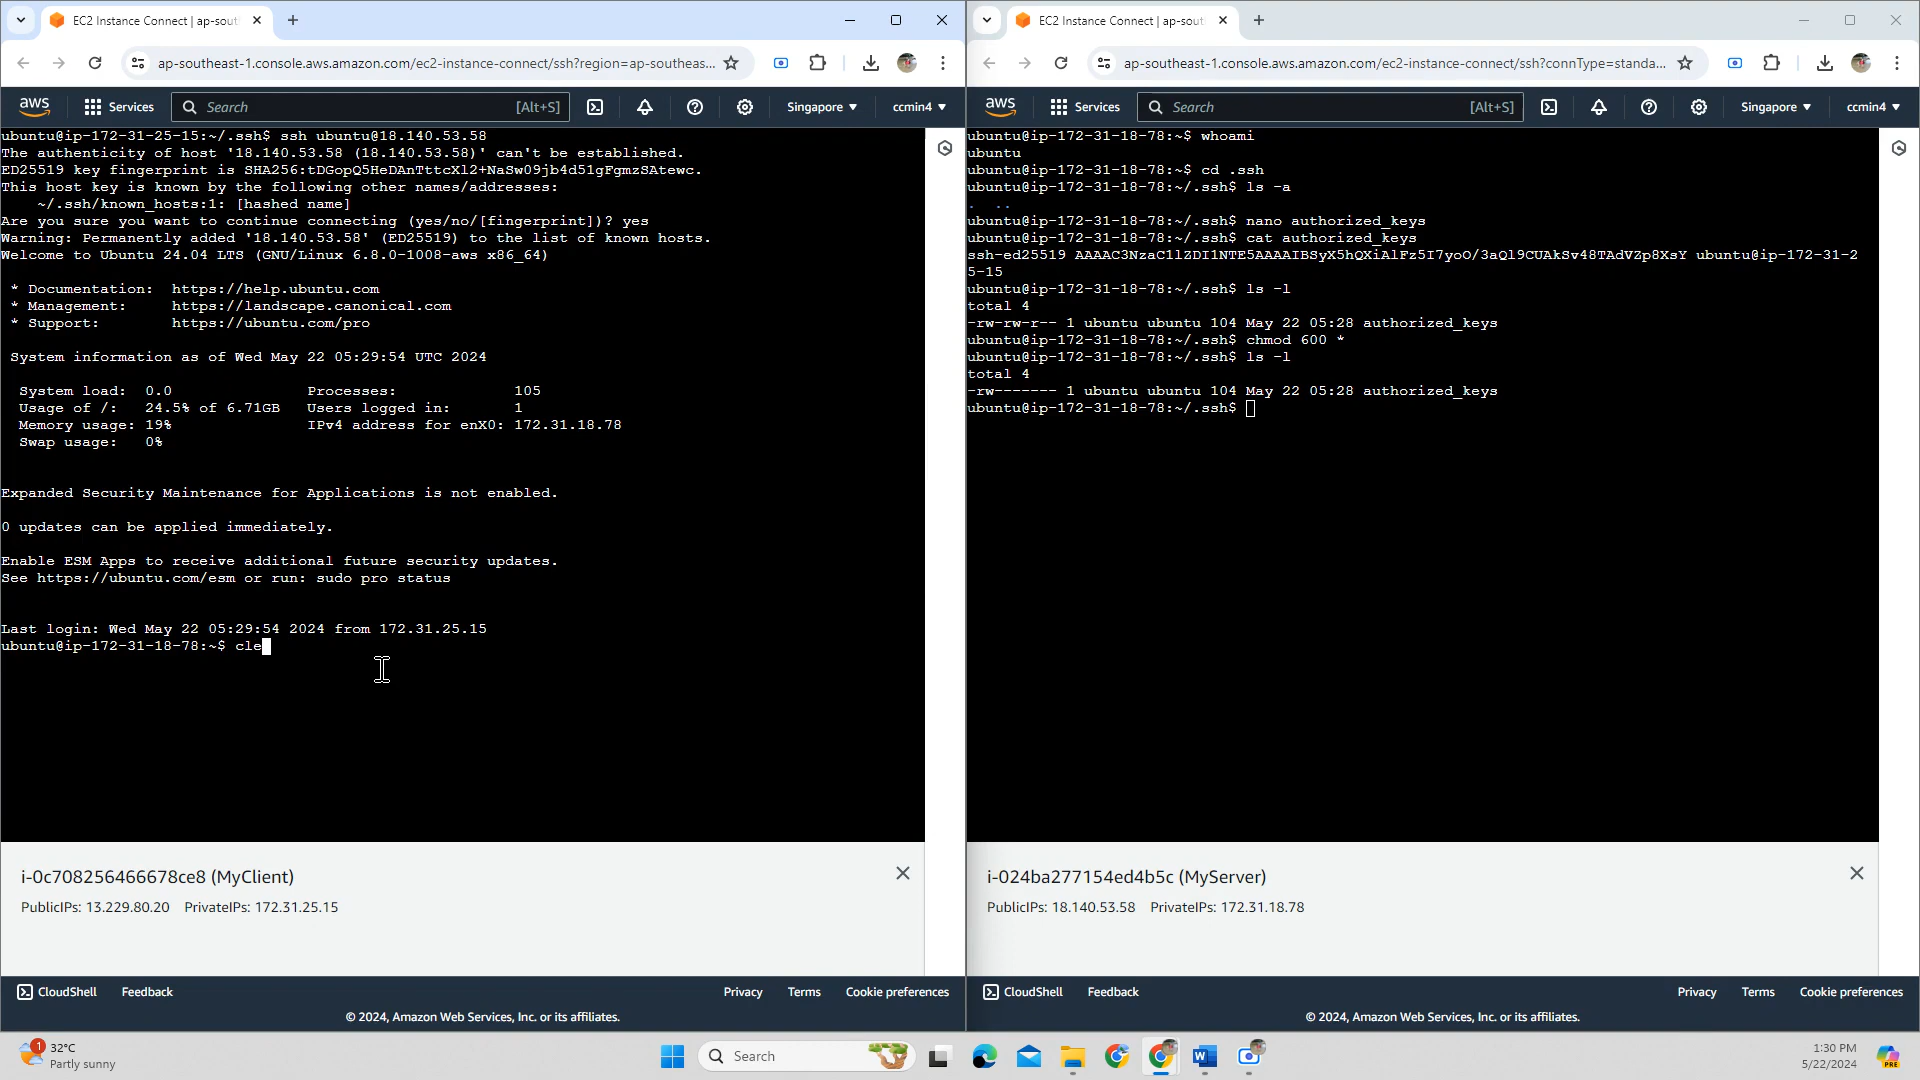 EC2 Instance Connect | ap-sout
ap-southeast-1.console.aws.amazon.com/ec2-instance-connect/ssh?region=ap-southeas...
aws
Services
Search
[Alt+S]
Singapore
ccmin4
ubuntu@ip-172-31-25-15:~/.ssh$ ssh ubuntu@18.140.53.58
The authenticity of host '18.140.53.58 (18.140.53.58)' can't be established.
ED25519 key fingerprint is SHA256:tDGopQ5HeDAnTttcXl2+NaSw09jb4d51gFgmzSAtewc.
This host key is known by the following other names/addresses:
~/.ssh/known_hosts:1: [hashed name]
Are you sure you want to continue connecting (yes/no/[fingerprint])? yes
Warning: Permanently added '18.140.53.58' (ED25519) to the list of known hosts.
Welcome to Ubuntu 24.04 LTS (GNU/Linux 6.8.0-1008-aws x86_64)
* Documentation:  https://help.ubuntu.com
* Management:     https://landscape.canonical.com
* Support:        https://ubuntu.com/pro
System information as of Wed May 22 05:29:54 UTC 2024
System load:  0.0               Processes:             105
Usage of /:   24.5% of 6.71GB   Users logged in:       1
Memory usage: 19%               IPv4 address for enX0: 172.31.18.78
Swap usage:   0%
Expanded Security Maintenance for Applications is not enabled.
0 updates can be applied immediately.
Enable ESM Apps to receive additional future security updates.
See https://ubuntu.com/esm or run: sudo pro status
Last login: Wed May 22 05:29:54 2024 from 172.31.25.15
ubuntu@ip-172-31-18-78:~$ cle
i-0c708256466678ce8 (MyClient)
PublicIPs: 13.229.80.20   PrivateIPs: 172.31.25.15
CloudShell
Feedback
Privacy
Terms
Cookie preferences
© 2024, Amazon Web Services, Inc. or its affiliates.
EC2 Instance Connect | ap-sout
ap-southeast-1.console.aws.amazon.com/ec2-instance-connect/ssh?connType=standa...
aws
Services
Search
[Alt+S]
Singapore
ccmin4
ubuntu@ip-172-31-18-78:~$ whoami
ubuntu
ubuntu@ip-172-31-18-78:~$ cd .ssh
ubuntu@ip-172-31-18-78:~/.ssh$ ls -a
.  ..
ubuntu@ip-172-31-18-78:~/.ssh$ nano authorized_keys
ubuntu@ip-172-31-18-78:~/.ssh$ cat authorized_keys
ssh-ed25519 AAAAC3NzaC1lZDI1NTE5AAAAIBSyX5hQXiAlFz5I7yoO/3aQl9CUAkSv48TAdVZp8XsY ubuntu@ip-172-31-2
5-15
ubuntu@ip-172-31-18-78:~/.ssh$ ls -l
total 4
-rw-rw-r-- 1 ubuntu ubuntu 104 May 22 05:28 authorized_keys
ubuntu@ip-172-31-18-78:~/.ssh$ chmod 600 *
ubuntu@ip-172-31-18-78:~/.ssh$ ls -l
total 4
-rw------- 1 ubuntu ubuntu 104 May 22 05:28 authorized_keys
ubuntu@ip-172-31-18-78:~/.ssh$
i-024ba277154ed4b5c (MyServer)
PublicIPs: 18.140.53.58   PrivateIPs: 172.31.18.78
CloudShell
Feedback
Privacy
Terms
Cookie preferences
© 2024, Amazon Web Services, Inc. or its affiliates.
1
32°C
Partly sunny
Search
1:30 PM
5/22/2024
PRE